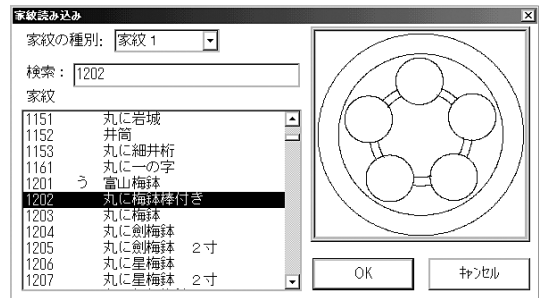 家紋読み込み
家紋の種別: 家紋1
検索: 1202
家紋
1151 丸に岩城
1152 井筒
1153 丸に細井桁
1161 丸に一の字
1201 う 富山梅鉢
1202 丸に梅鉢棒付き
1203 丸に梅鉢
1204 丸に剣梅鉢
1205 丸に剣梅鉢 2寸
1206 丸に星梅鉢
1207 丸に星梅鉢 2寸
OK キャンセル